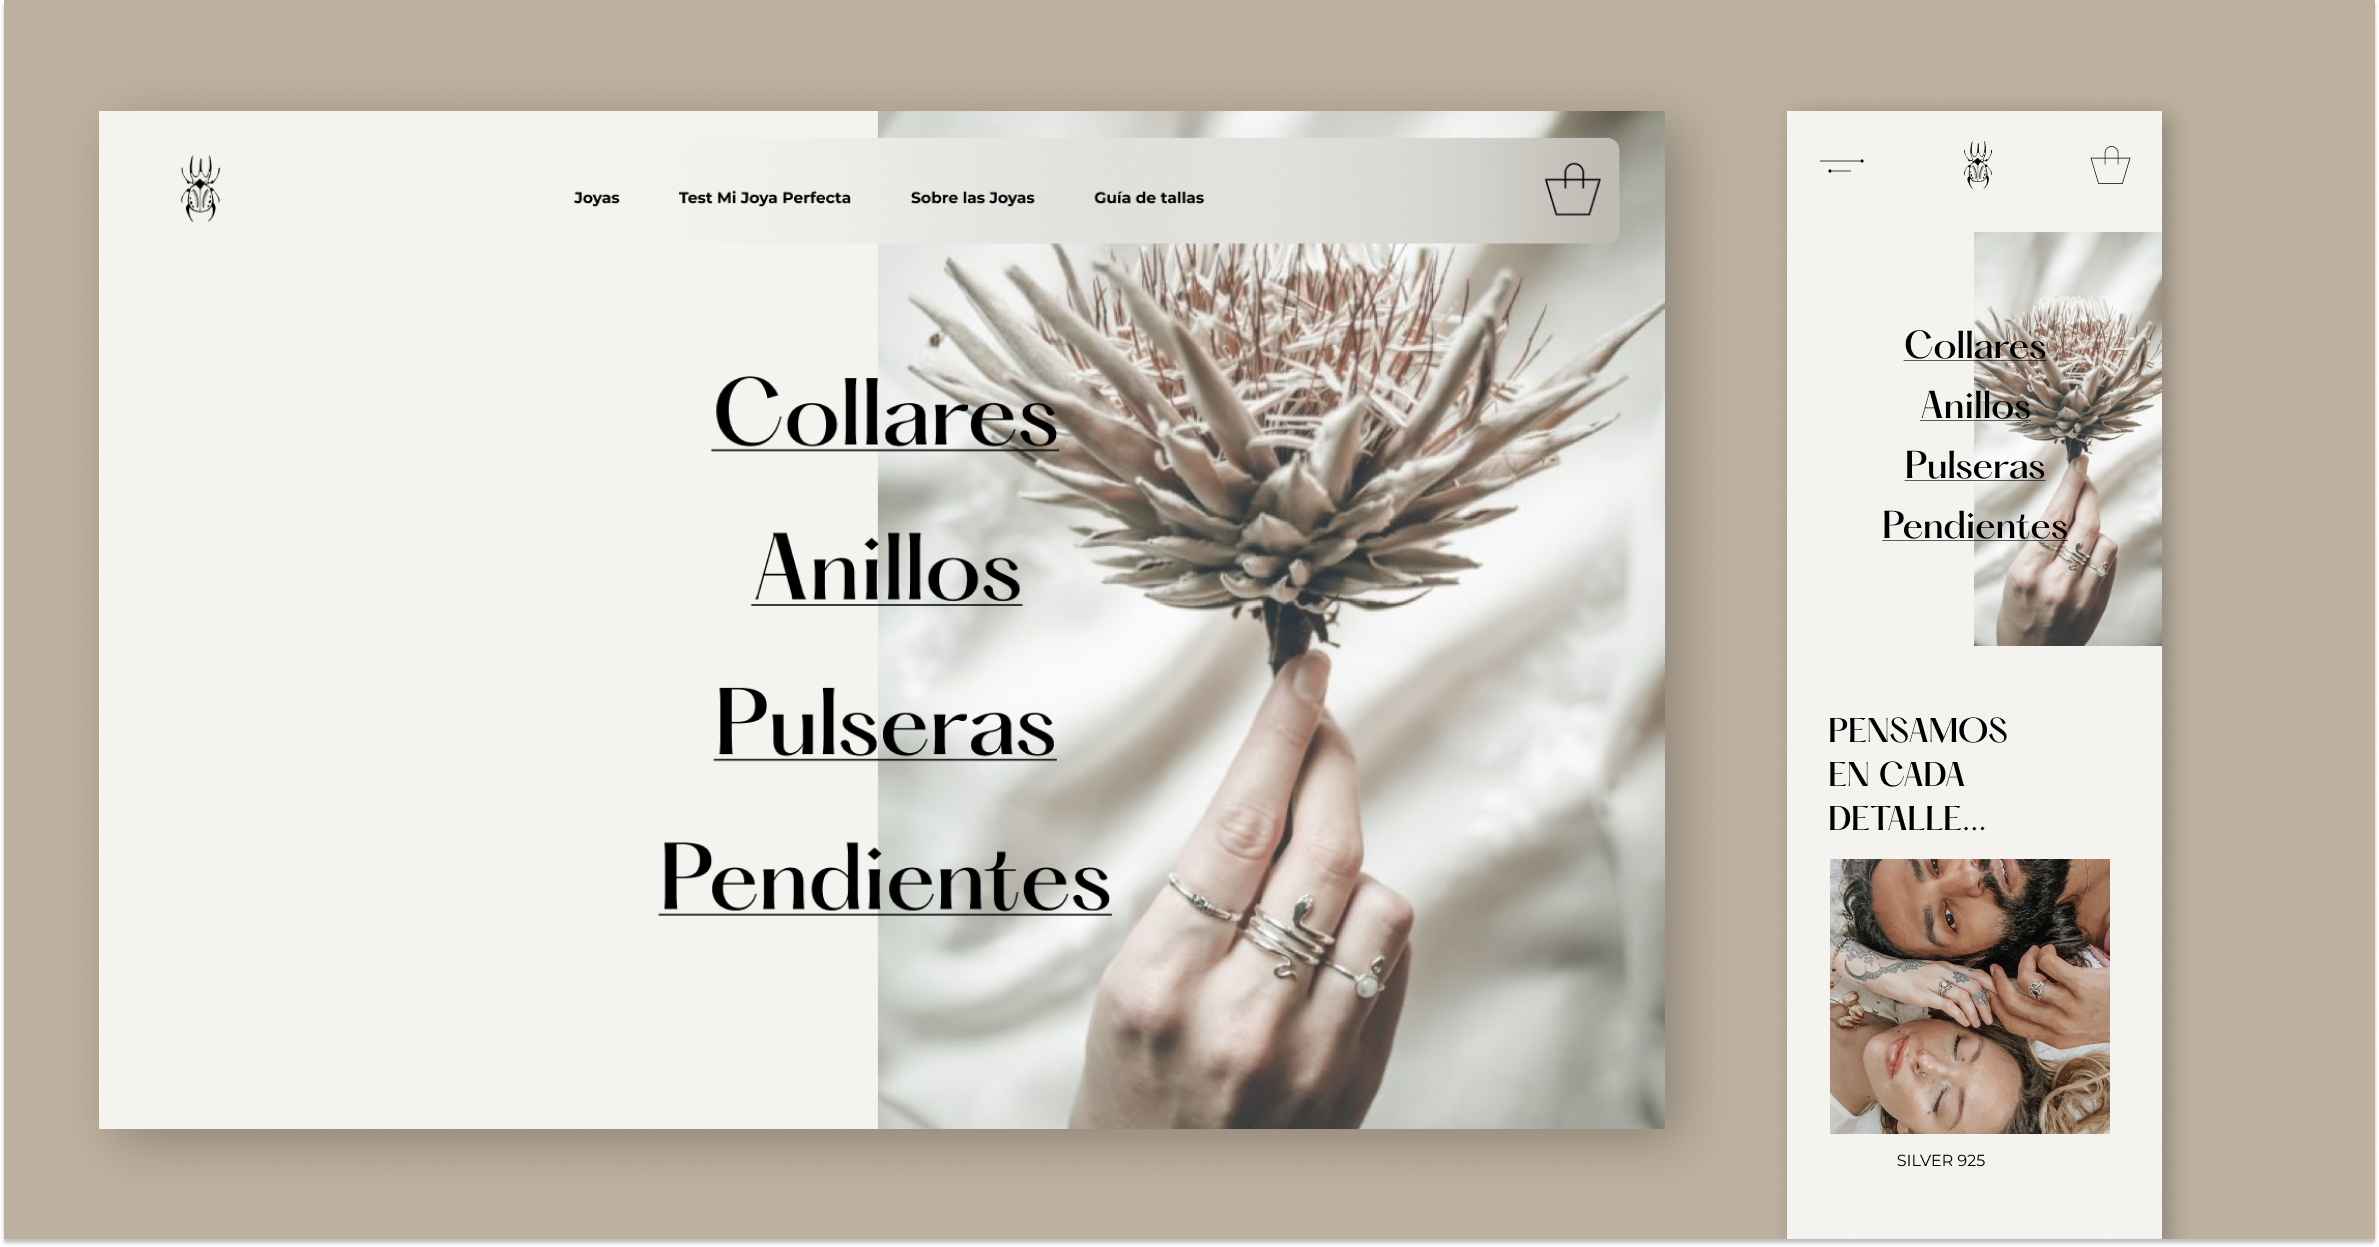 Joyas
Test Mi Joya Perfecta
Sobre las Joyas
Guía de tallas
Collares
Anillos
Pulseras
Pendientes
Collares
Anillos
Pulseras
Pendientes
PENSAMOS
EN CADA
DETALLE...
SILVER 925